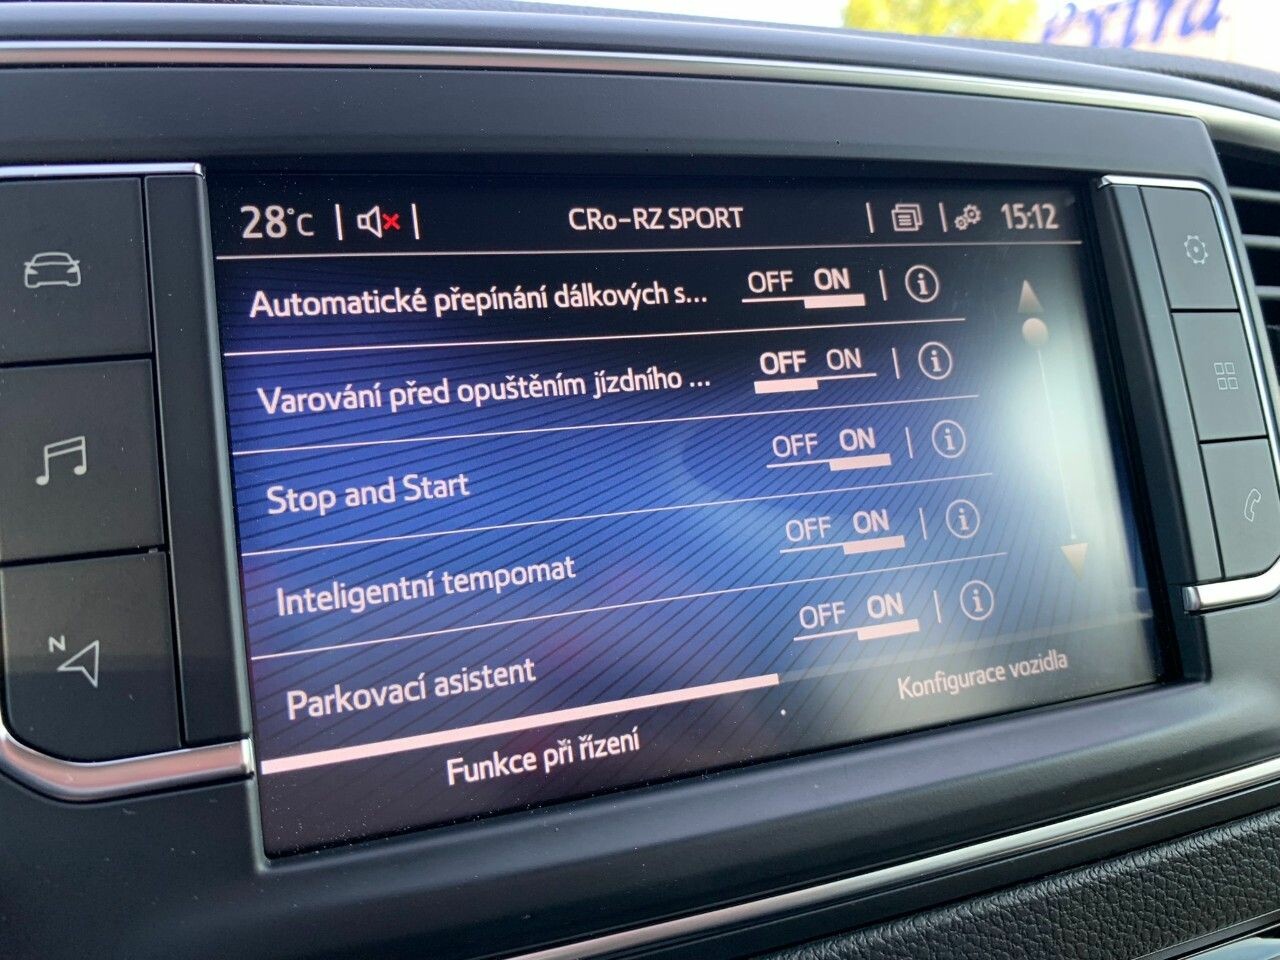 extra
28°C CRo-RZ SPORT 15:12
Automatické přepínání dálkových s... OFF ON
Varování před opuštěním jízdního ... OFF ON
Stop and Start OFF ON
Inteligentní tempomat OFF ON
Parkovací asistent OFF ON
Funkce při řízení Konfigurace vozidla
N